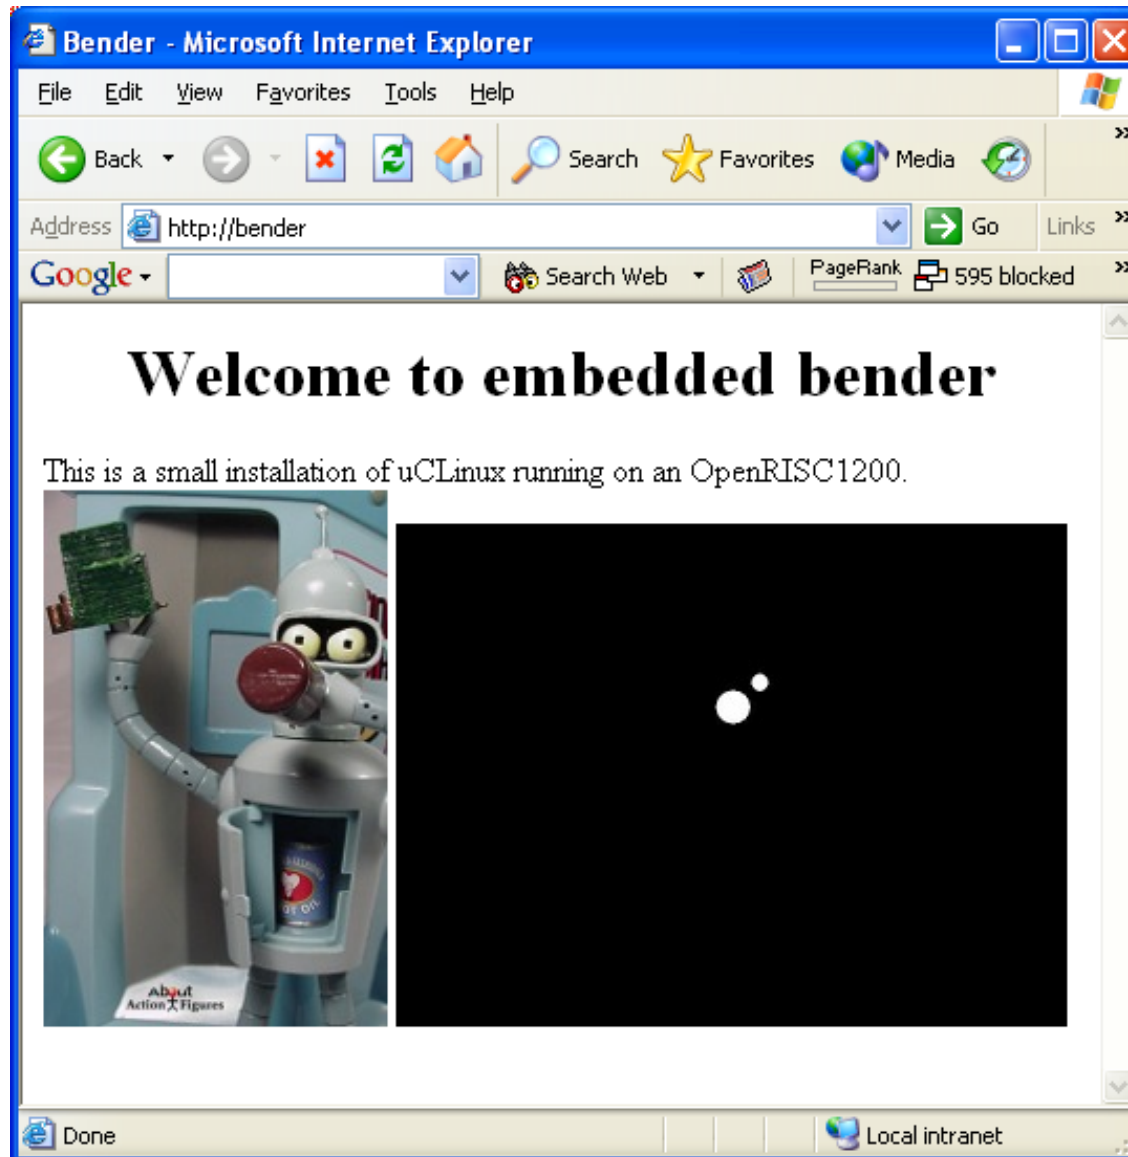 Bender - Microsoft Internet Explorer
File Edit View Favorites Tools Help
Back Search Favorites Media »
Address http://bender Go Links »
Google Search Web PageRank 595 blocked »
Welcome to embedded bender
This is a small installation of uCLinux running on an OpenRISC1200.
OIL
About
Action Figures
Done Local intranet